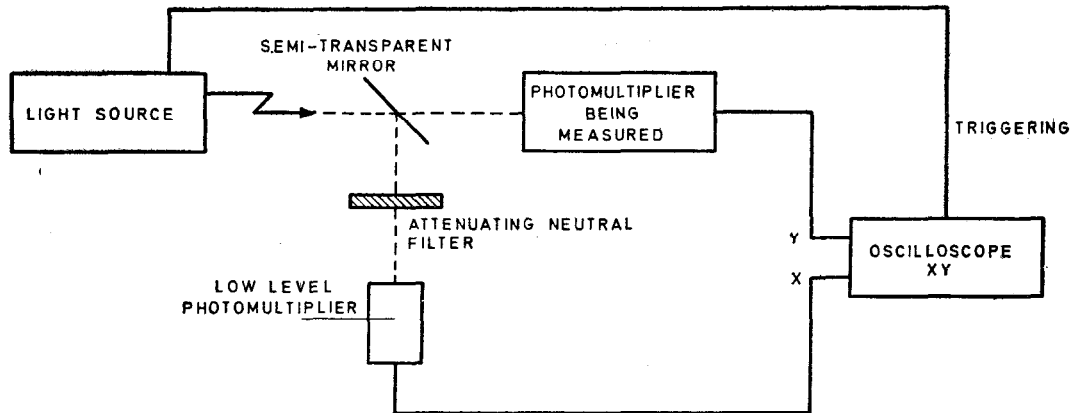 SEMI-TRANSPARENT
MIRROR
LIGHT SOURCE
PHOTOMULTIPLIER
BEING
MEASURED
TRIGGERING
ATTENUATING NEUTRAL
FILTER
Y
OSCILLOSCOPE
XY
X
LOW LEVEL
PHOTOMULTIPLIER